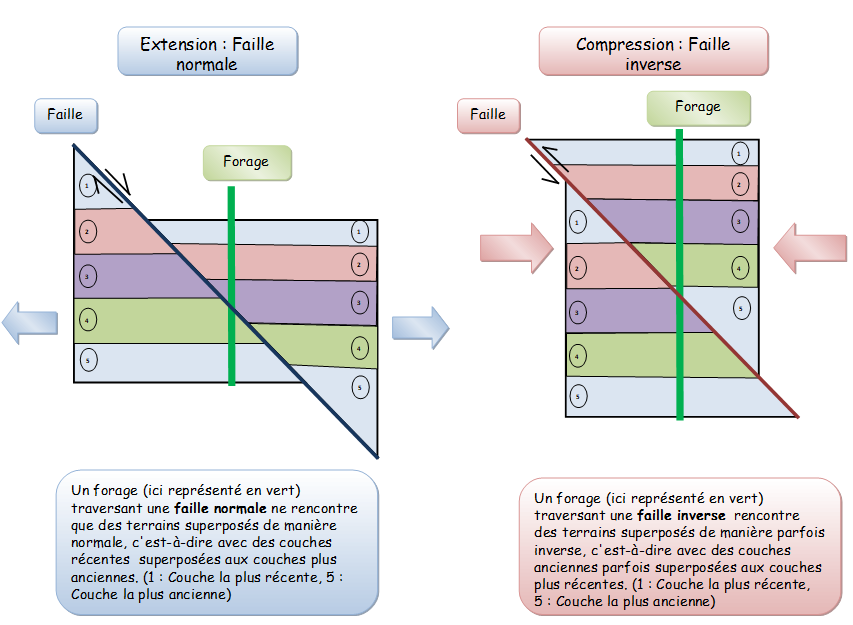 Extension : Faille
normale
Compression : Faille
inverse
Faille
Forage
1
2
3
4
5
1
2
3
4
5
Faille
Forage
1
2
3
4
5
1
2
3
4
5
Un forage (ici représenté en vert)
traversant une faille normale ne rencontre
que des terrains superposés de manière
normale, c'est-à-dire avec des couches
récentes superposées aux couches plus
anciennes. (1 : Couche la plus récente, 5 :
Couche la plus ancienne)
Un forage (ici représenté en vert)
traversant une faille inverse rencontre
des terrains superposés de manière parfois
inverse, c'est-à-dire avec des couches
anciennes parfois superposées aux couches
plus récentes. (1 : Couche la plus récente,
5 : Couche la plus ancienne)